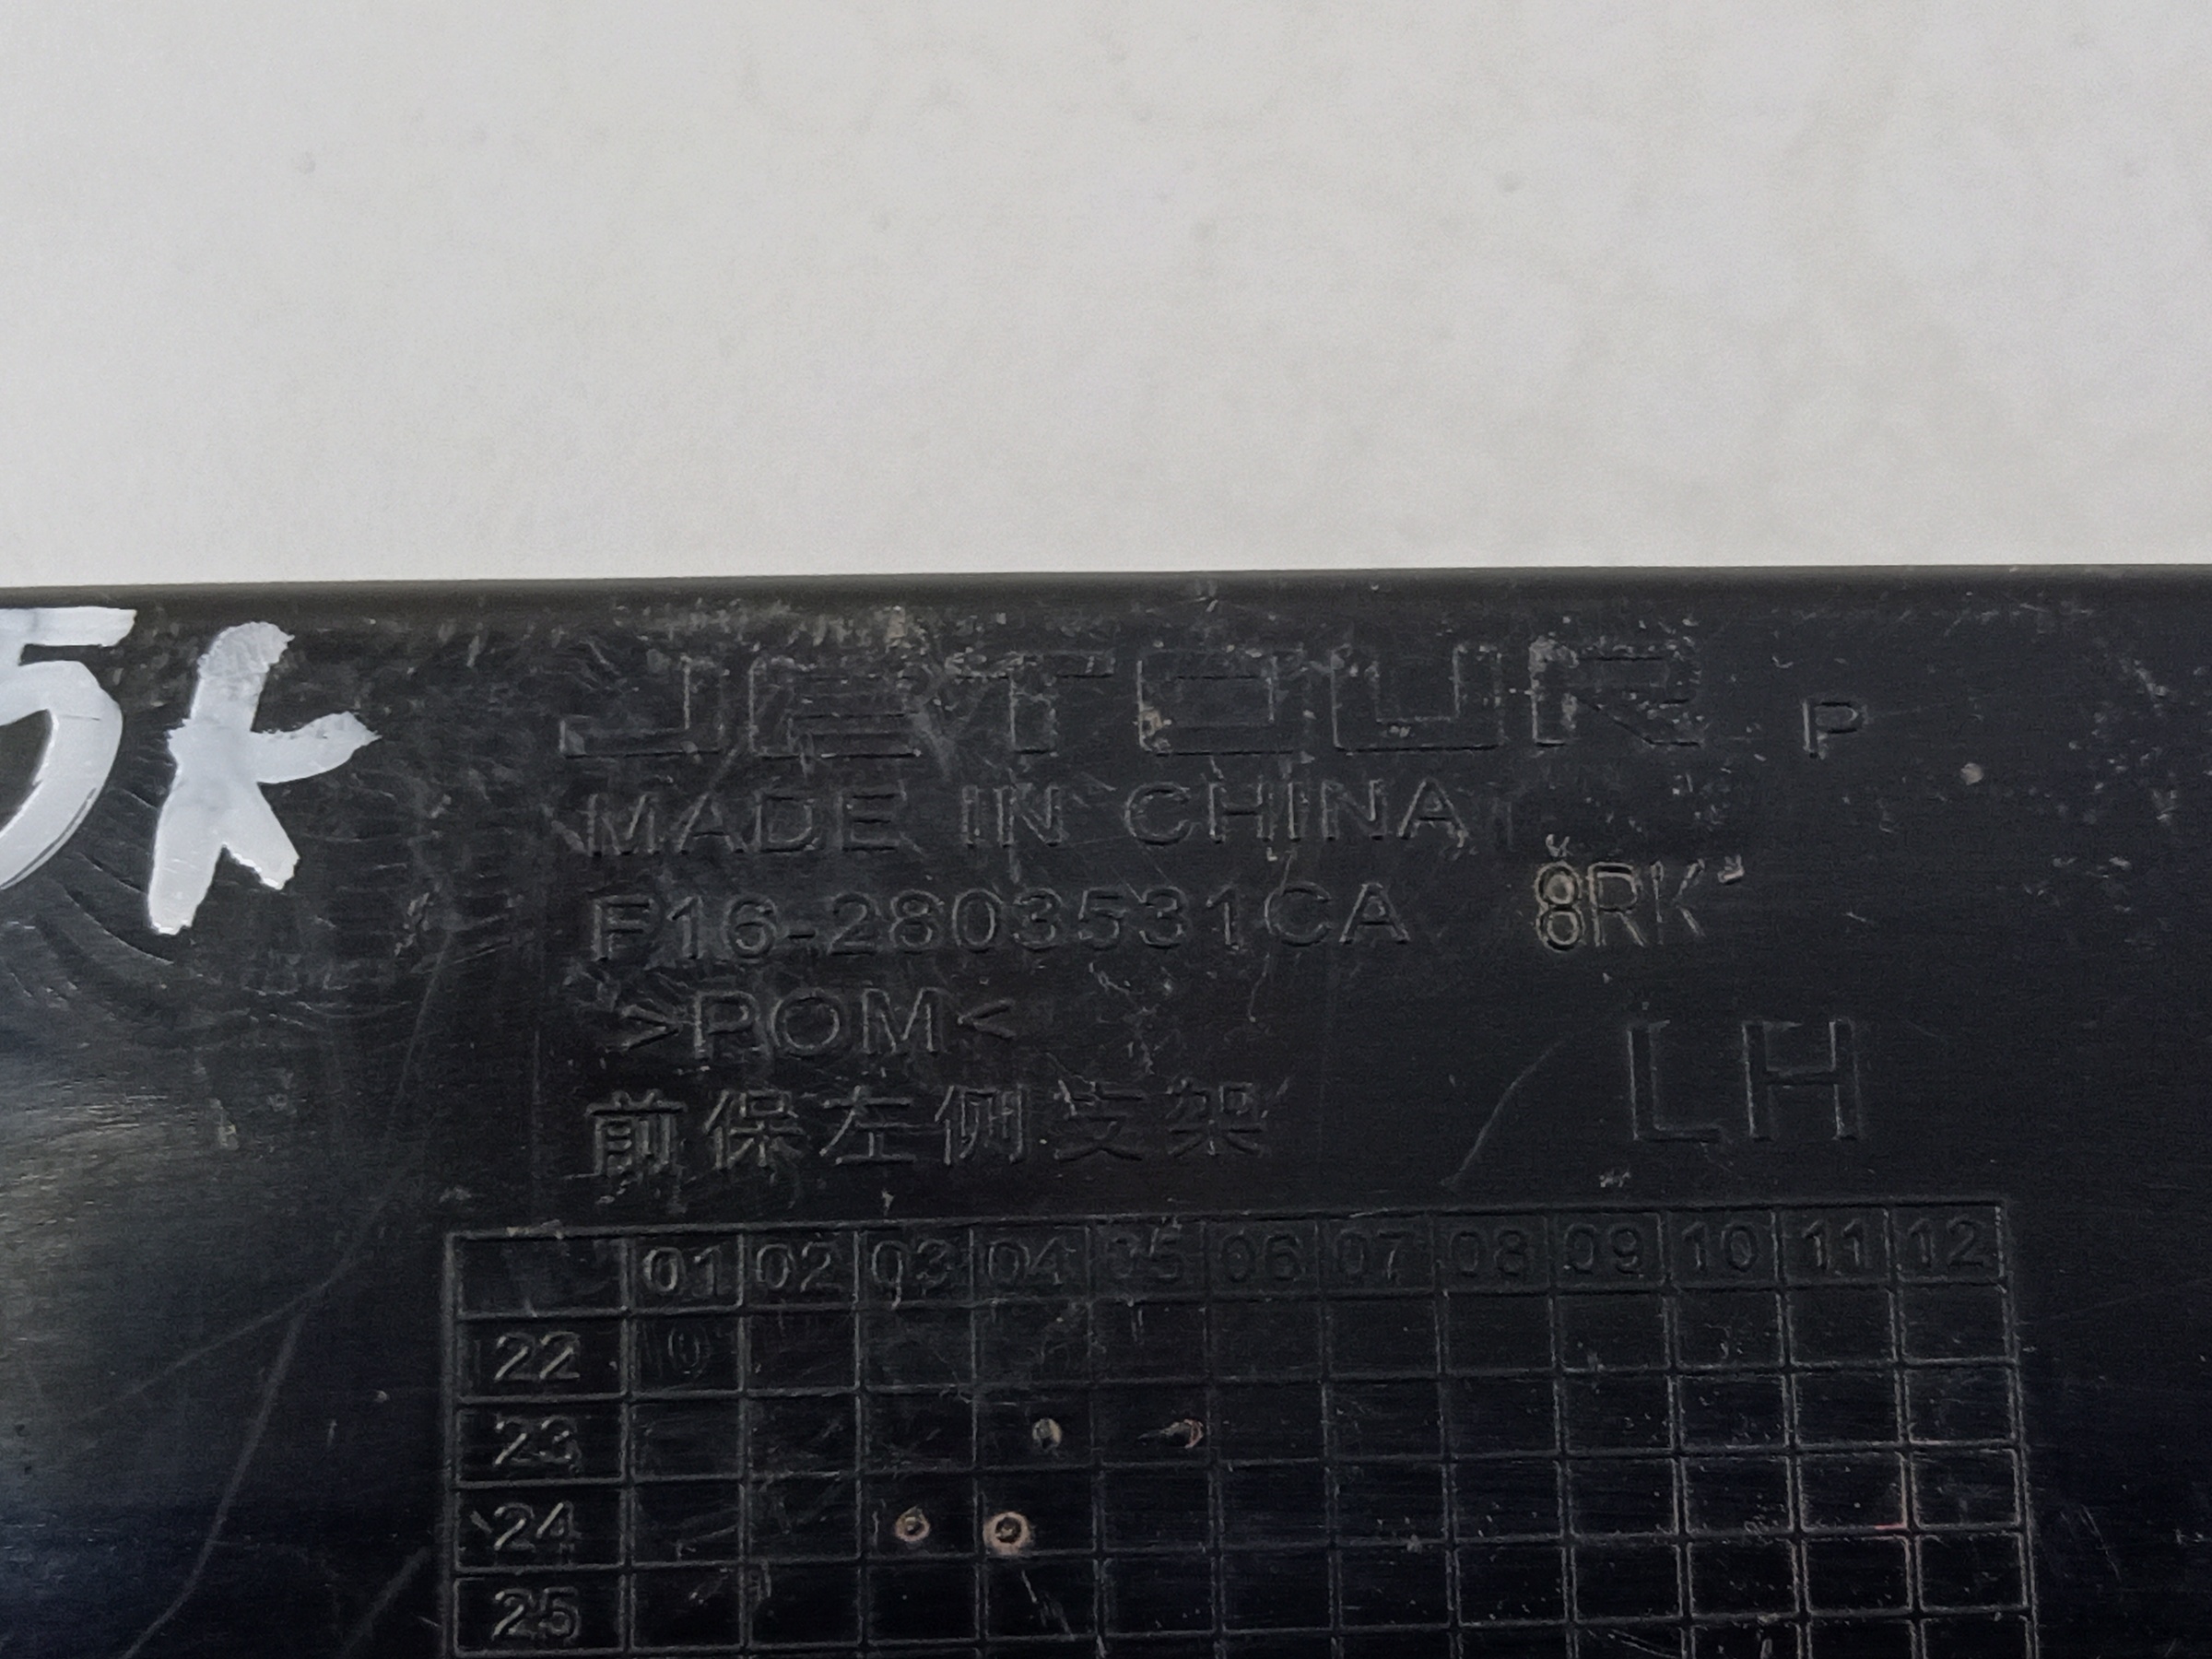 5k
JETOUR P
MADE IN CHINA
F16-2803531CA 8RK
>POM<
前保左侧支架 LH
01 02 03 04 05 06 07 08 09 10 11 12
22
23
24
25